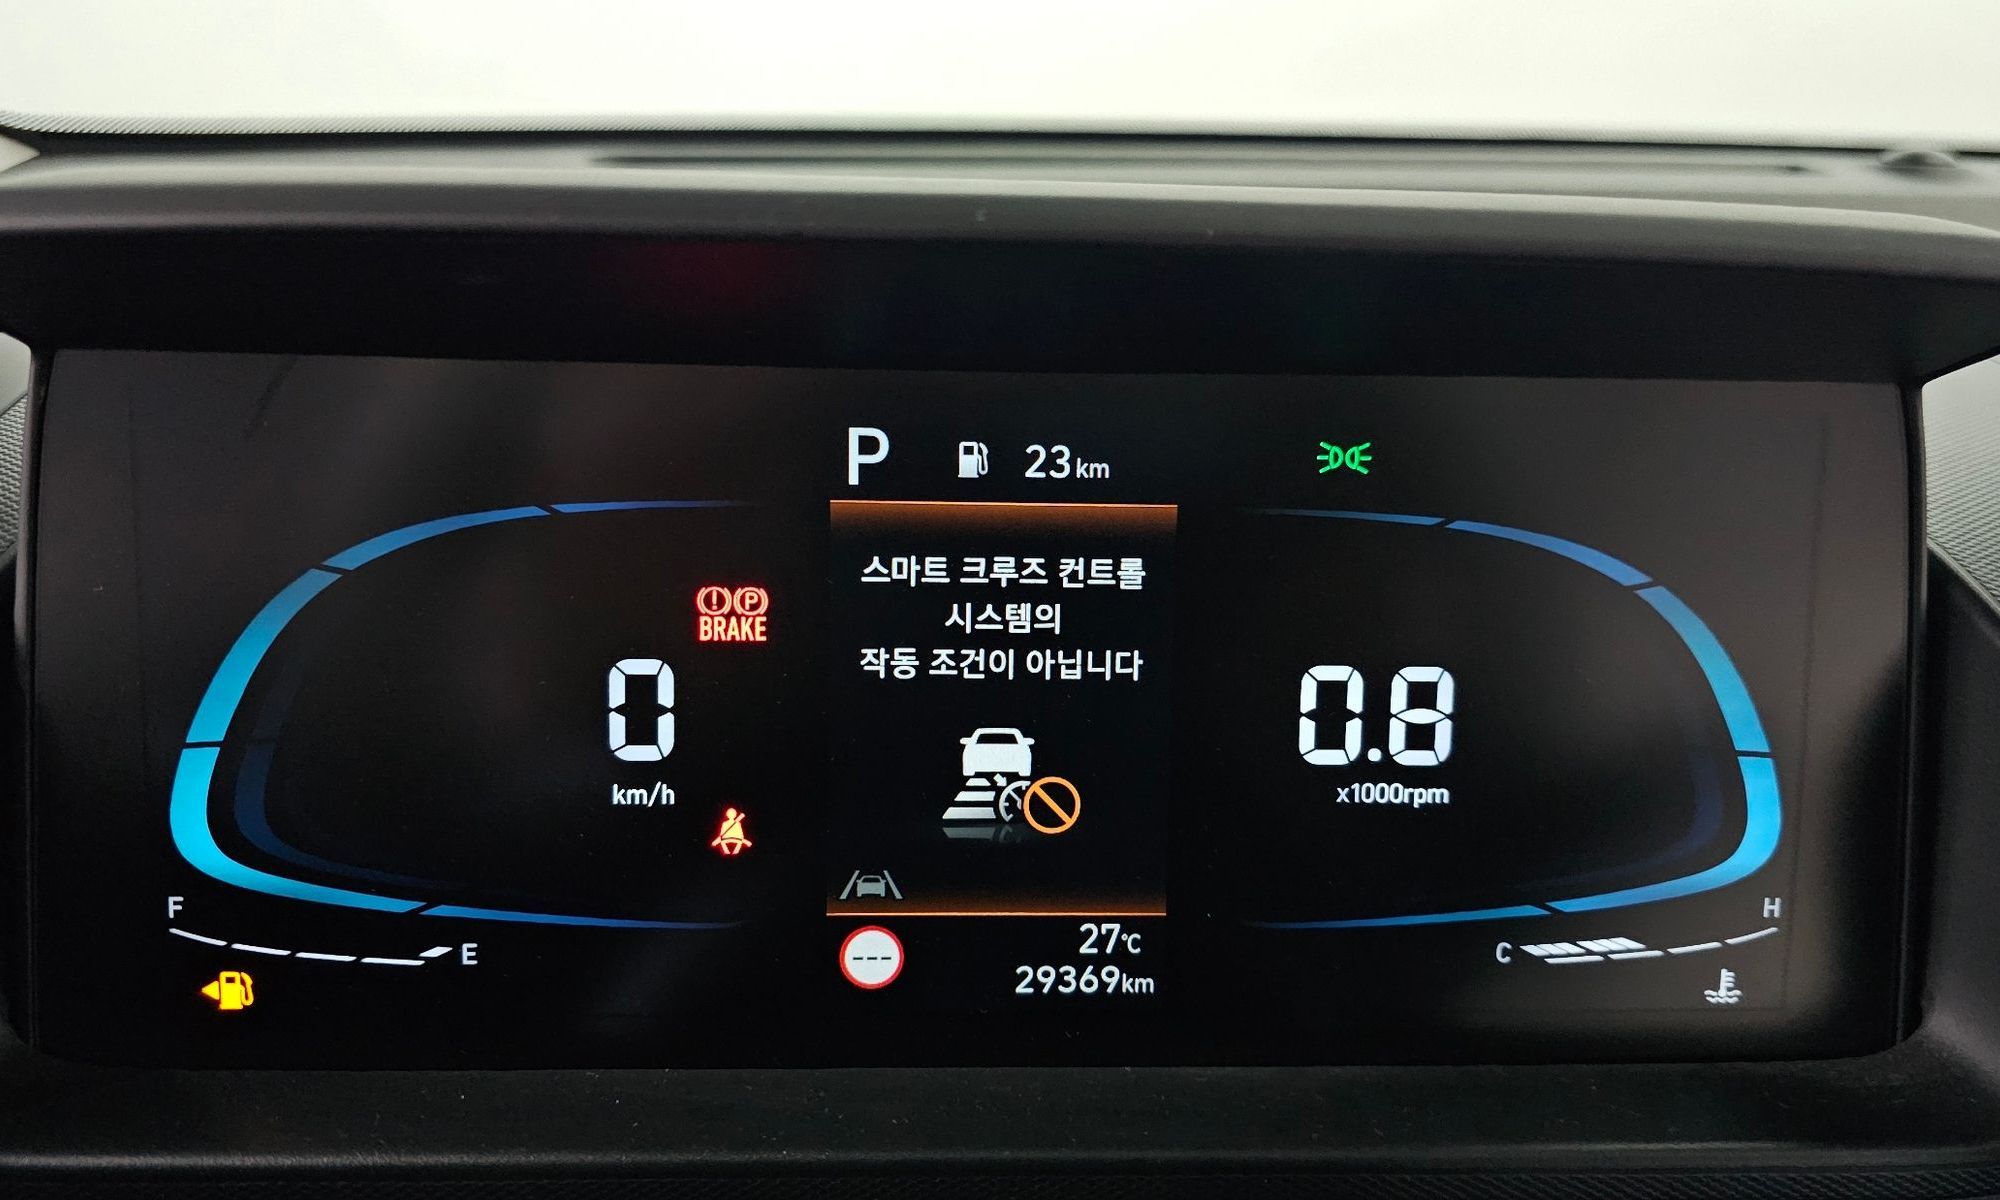 P 23km
스마트 크루즈 컨트롤
시스템의
작동 조건이 아닙니다
BRAKE
0
km/h
0.8
x1000rpm
F E
C H
---
27℃
29369km